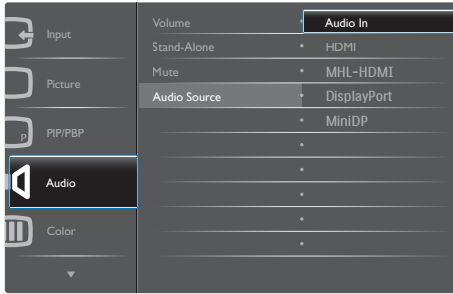 Input
Picture
P
PIP/PBP
Audio
Color
Volume
Stand-Alone
Mute
Audio Source
Audio In
HDMI
MHL-HDMI
DisplayPort
MiniDP